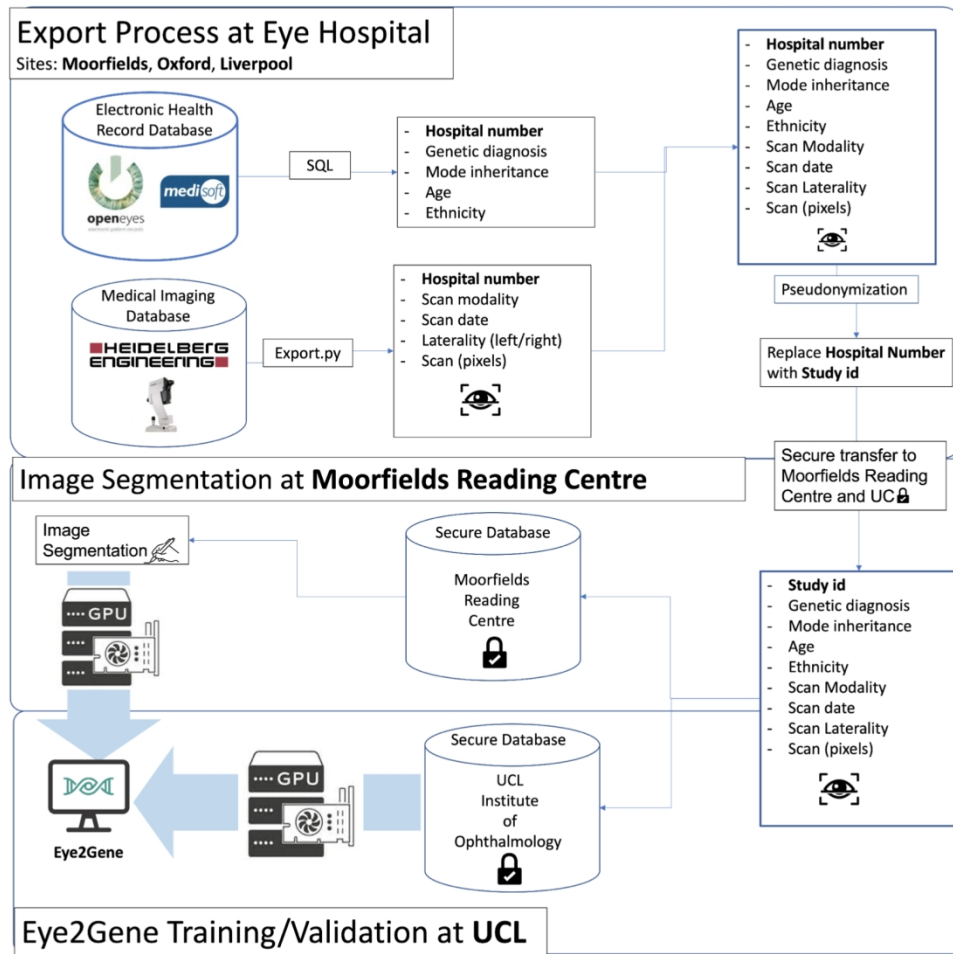 Export Process at Eye Hospital
Sites: Moorfields, Oxford, Liverpool
Electronic Health
Record Database
openeyes
electronic patient records
medisoft
SQL
- Hospital number
- Genetic diagnosis
- Mode inheritance
- Age
- Ethnicity
Medical Imaging
Database
HEIDELBERG
ENGINEERING
Export.py
- Hospital number
- Scan modality
- Scan date
- Laterality (left/right)
- Scan (pixels)
- Hospital number
- Genetic diagnosis
- Mode inheritance
- Age
- Ethnicity
- Scan Modality
- Scan date
- Scan Laterality
- Scan (pixels)
Pseudonymization
Replace Hospital Number
with Study id
Secure transfer to
Moorfields Reading
Centre and UC
Image Segmentation at Moorfields Reading Centre
Image
Segmentation
GPU
Secure Database
Moorfields
Reading
Centre
- Study id
- Genetic diagnosis
- Mode inheritance
- Age
- Ethnicity
- Scan Modality
- Scan date
- Scan Laterality
- Scan (pixels)
Secure Database
UCL
Institute
of
Ophthalmology
GPU
Eye2Gene
Eye2Gene Training/Validation at UCL